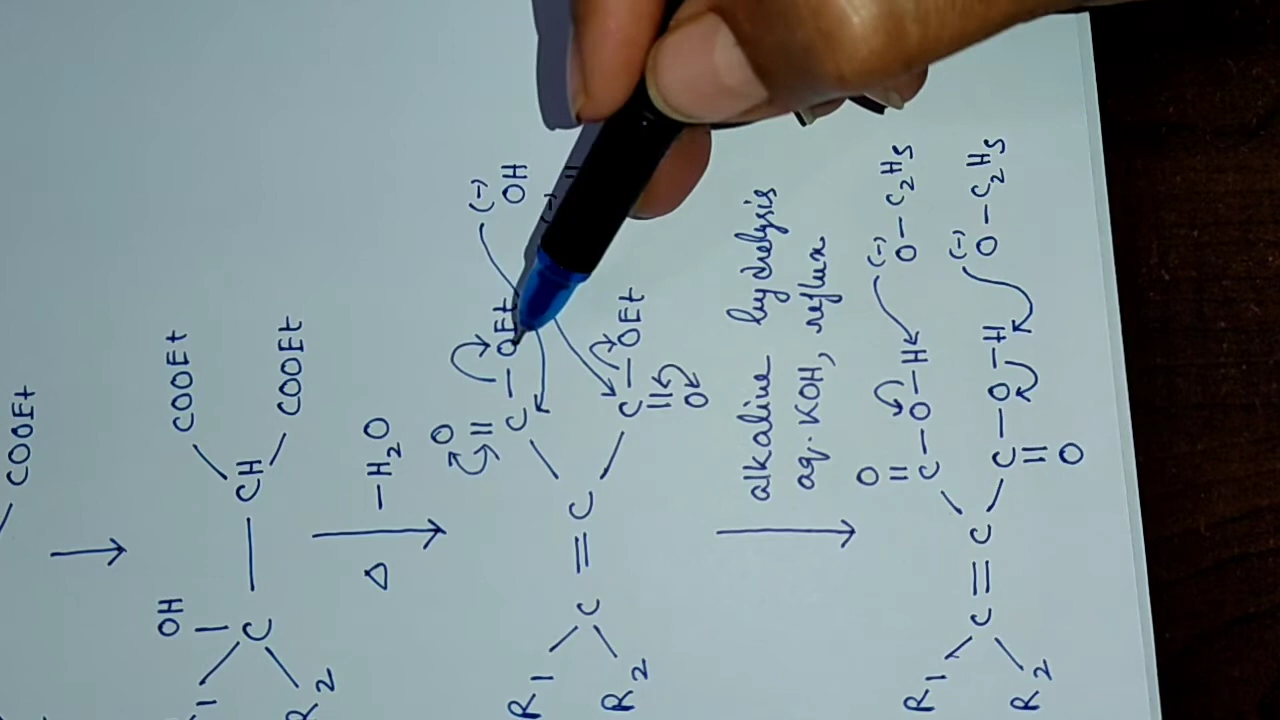 COOEt
OH
R1
R2
C — CH
COOEt
COOEt
Δ
-H2O
R1
R2
C = C
O
C - OEt
C - OEt
O
(-)
OH
(-)
alkaline hydrolysis
aq. KOH, reflux
R1
R2
C = C
O
C - O - H
C - O - H
O
(-)
O - C2H5
(-)
O - C2H5